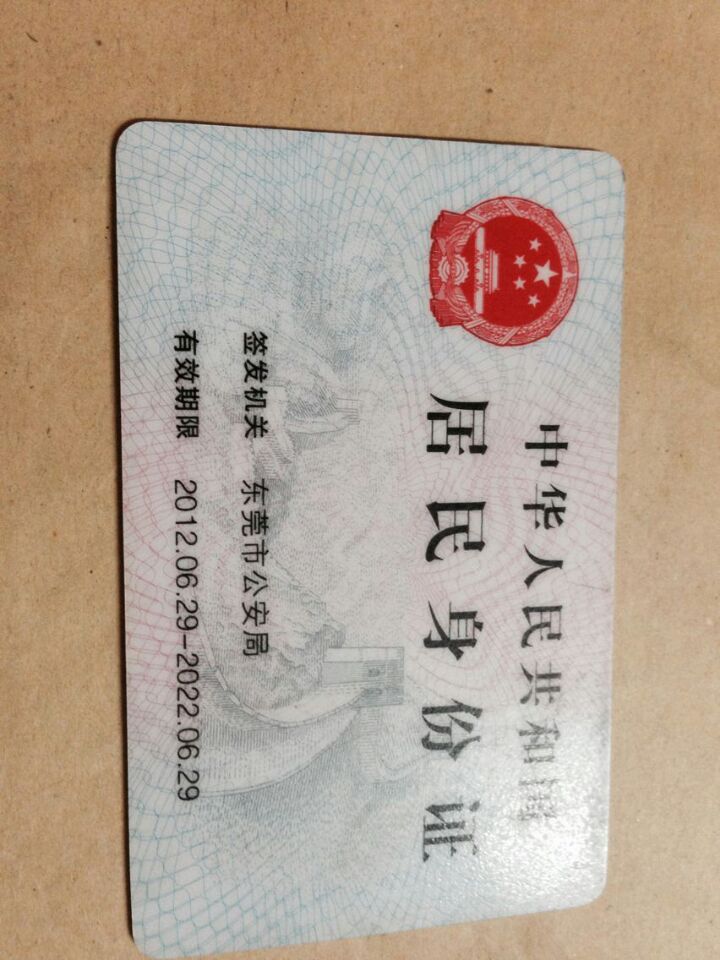 中华人民共和国
居民身份证
签发机关 东莞市公安局
有效期限 2012.06.29-2022.06.29